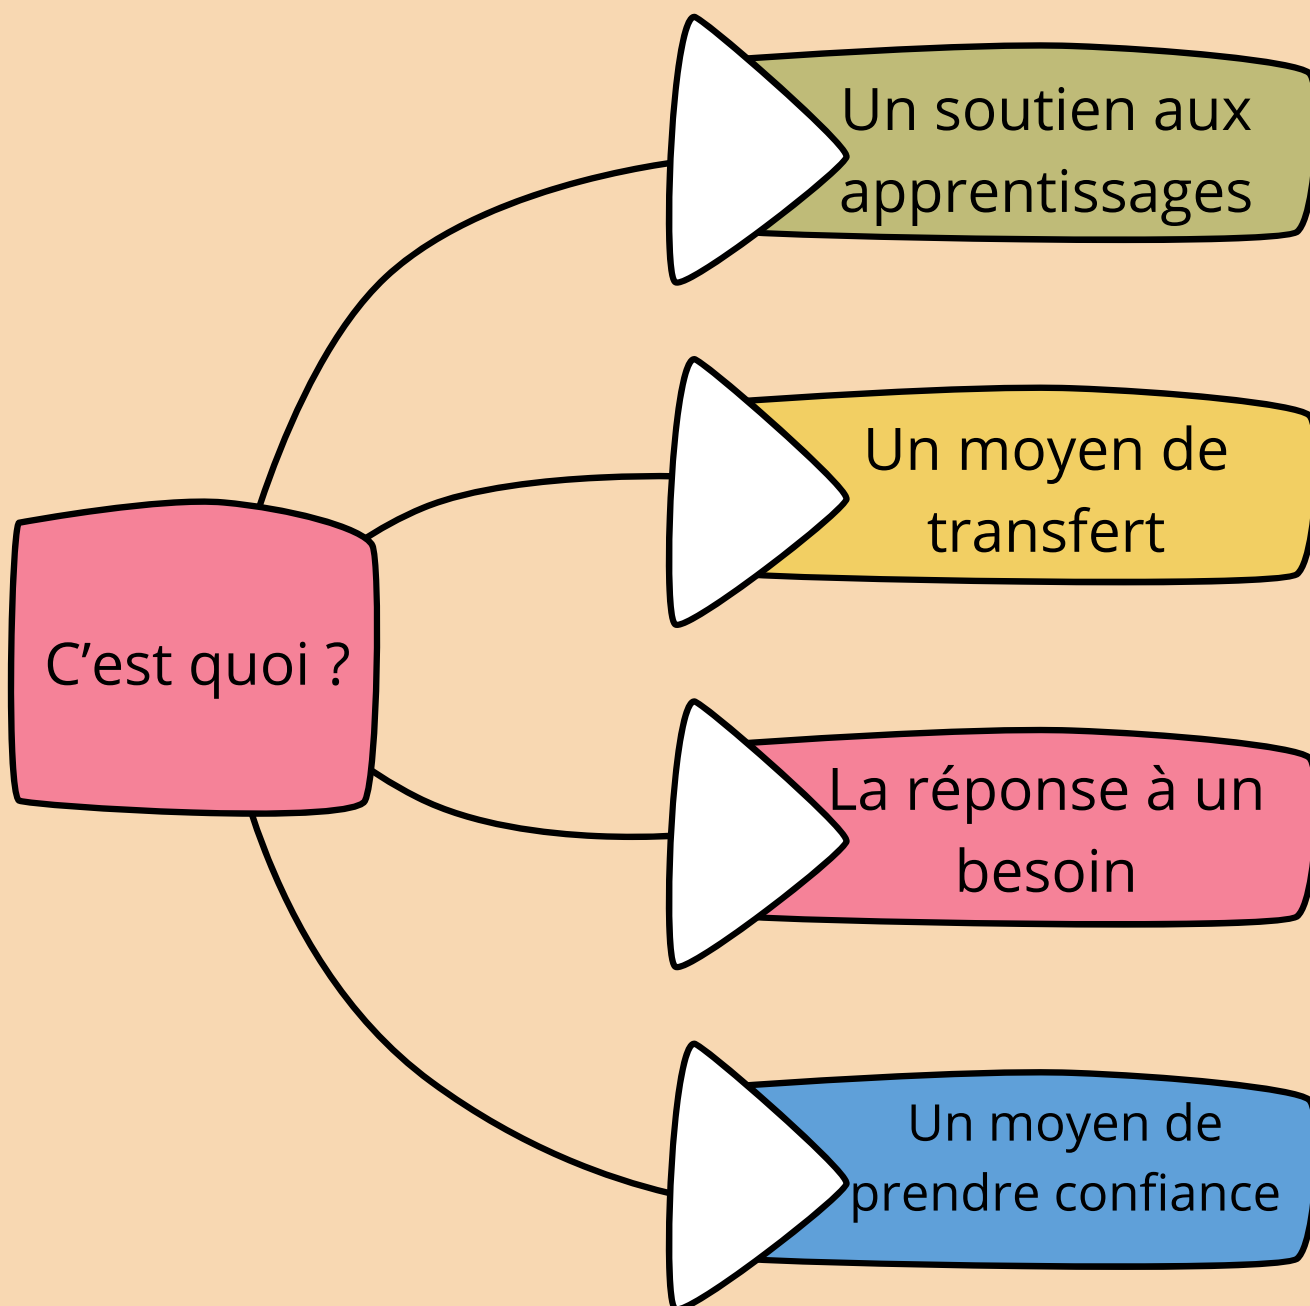 Un soutien aux
apprentissages
Un moyen de
transfert
C’est quoi ?
La réponse à un
besoin
Un moyen de
prendre confiance